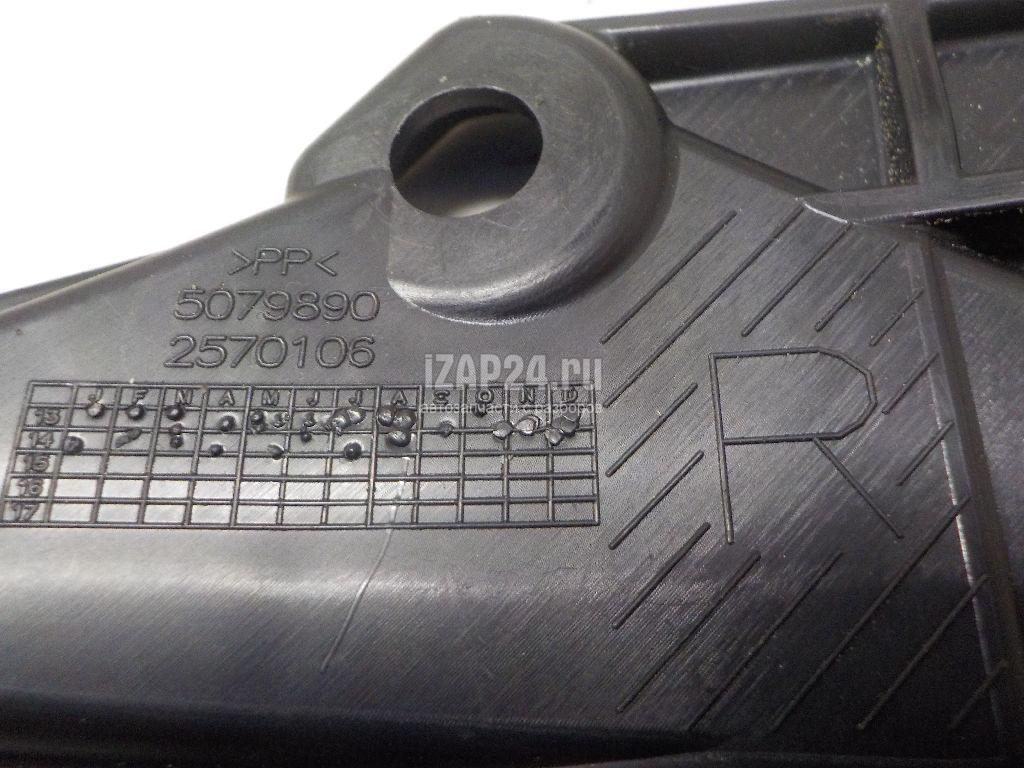 >PP<
5079890
2570106
iZAP24.ru
J F M A M J J A S O N D
13
14
15
16
17
R